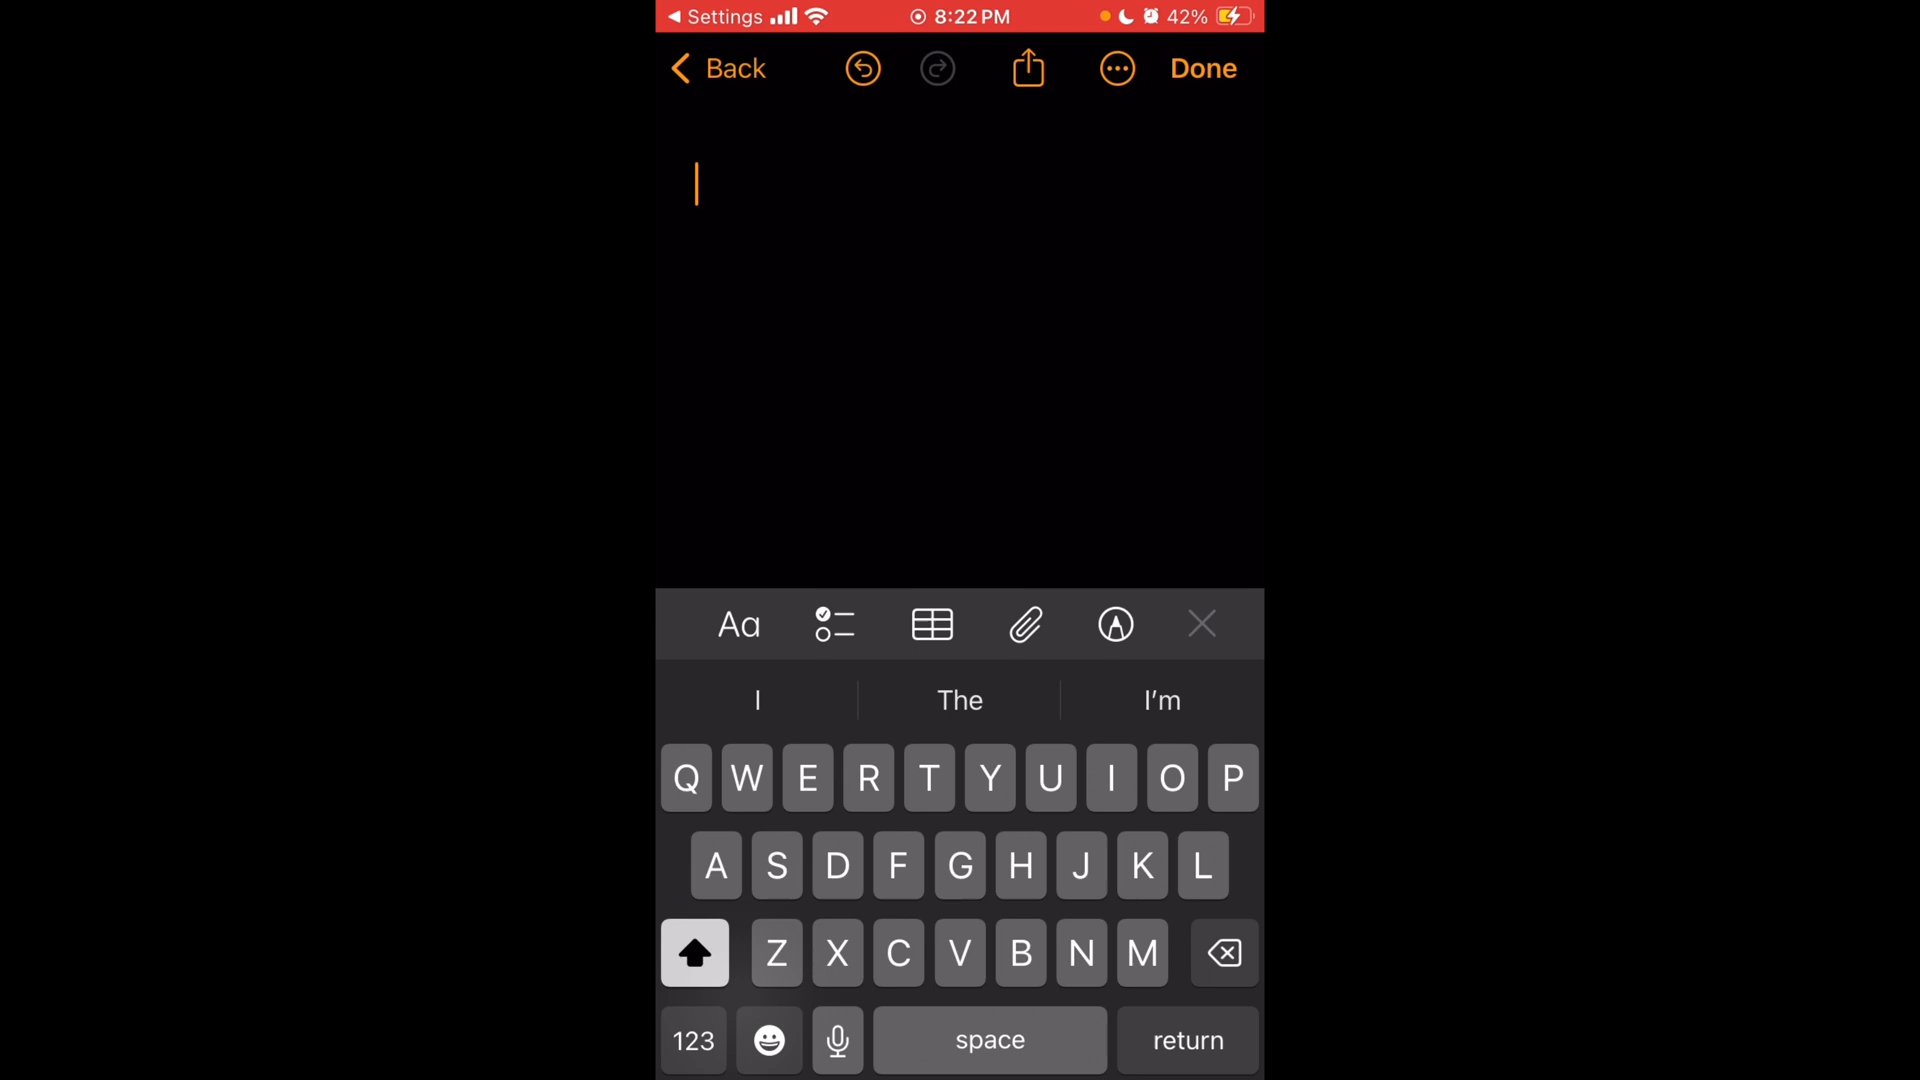 Settings 8:22 PM 42%
Back Done
Aa
I The I’m
Q W E R T Y U I O P
A S D F G H J K L
Z X C V B N M
123 space return